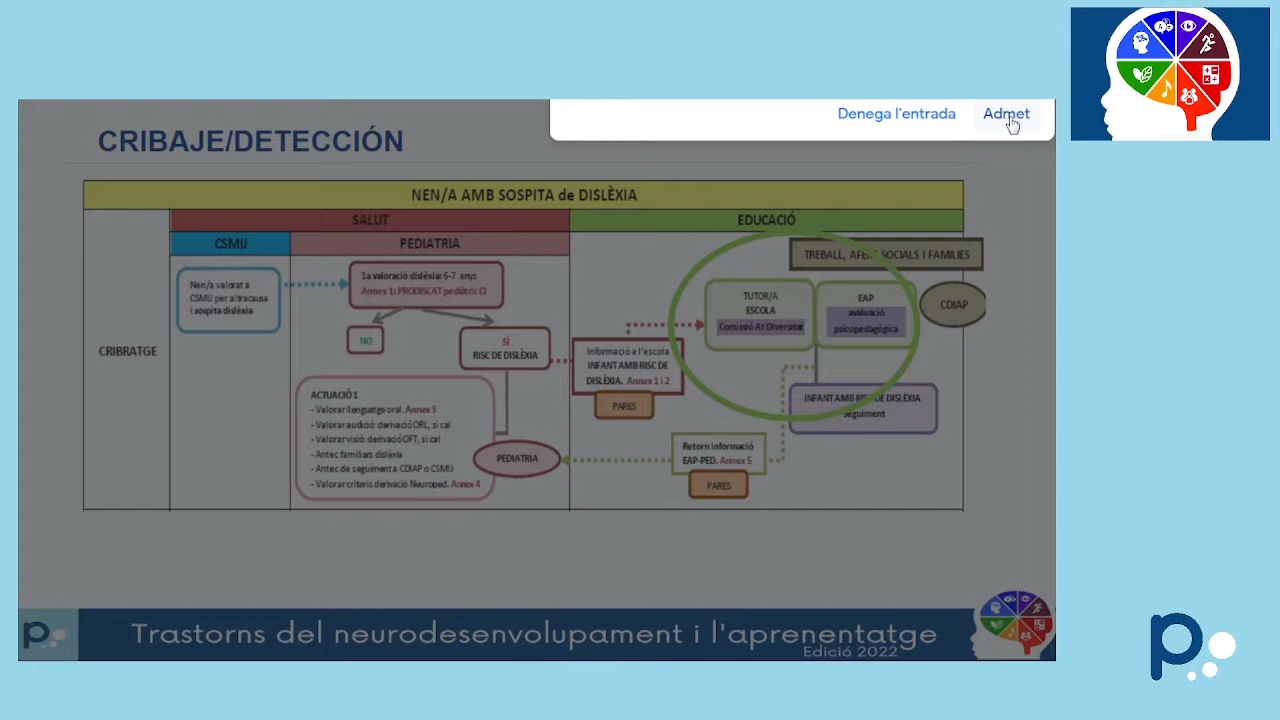 Denega l'entrada
Admet
CRIBAJE/DETECCIÓN
NEN/A AMB SOSPITA de DISLÈXIA
SALUT
EDUCACIÓ
CSMIJ
PEDIATRIA
TREBALL, AFERS SOCIALS I FAMILIES
Nen/a valorat a
CSMIJ per altra causa
i sospita dislèxia
1a valoració dislèxia: 6-7 anys
Annex 1: PRODISCAT pediàtric CI
TUTOR/A
ESCOLA
Comissió At Diversitat
EAP
avaluació
psicopedagògica
CDIAP
CRIBRATGE
NO
SÍ
RISC DE DISLÈXIA
Informació a l'escola
INFANT AMB RISC DE
DISLÈXIA. Annex 1 i 2
PARES
ACTUACIÓ 1
- Valorar llenguatge oral. Annex 3
- Valorar audició: derivació ORL, si cal
- Valorar visió: derivació OFT, si cal
- Antec familiars dislèxia
- Antec de seguiment a CDIAP o CSMIJ
- Valorar criteris derivació Neuroped. Annex 4
PEDIATRIA
INFANT AMB RISC DE DISLÈXIA
seguiment
Retorn informació
EAP-PED. Annex 5
PARES
Trastorns del neurodesenvolupament i l'aprenentatge
Edició 2022